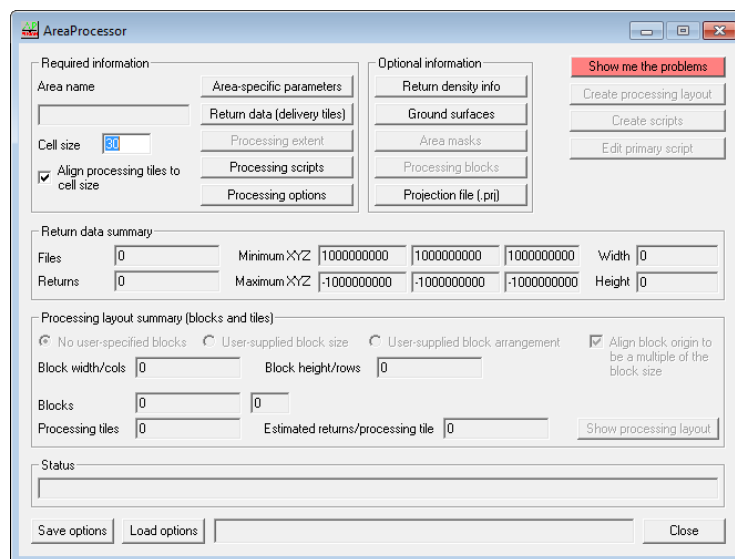 AreaProcessor
Required information
Area name
Cell size 30
Align processing tiles to
cell size
Area-specific parameters
Return data (delivery tiles)
Processing extent
Processing scripts
Processing options
Optional information
Return density info
Ground surfaces
Area masks
Processing blocks
Projection file (.prj)
Show me the problems
Create processing layout
Create scripts
Edit primary script
Return data summary
Files 0 Minimum XYZ 1000000000 1000000000 1000000000 Width 0
Returns 0 Maximum XYZ -1000000000 -1000000000 -1000000000 Height 0
Processing layout summary (blocks and tiles)
No user-specified blocks User-supplied block size User-supplied block arrangement
Align block origin to
be a multiple of the
block size
Block width/cols 0 Block height/rows 0
Blocks 0 0
Processing tiles 0 Estimated returns/processing tile 0 Show processing layout
Status
Save options Load options Close